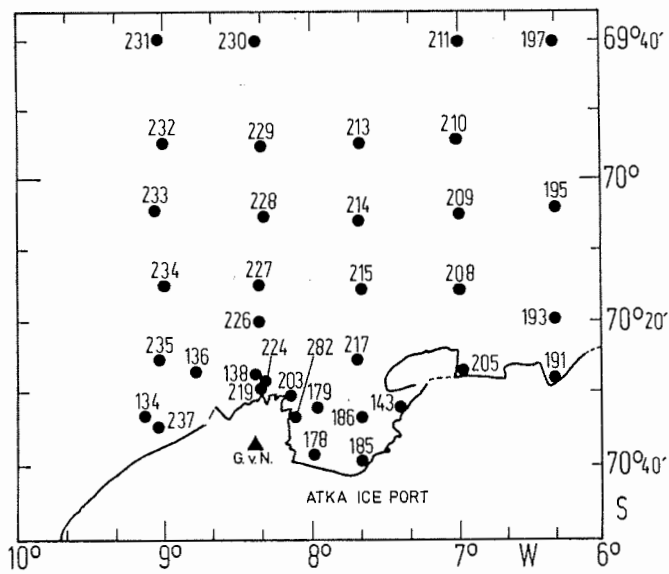 231 230 211 197 69°40'
232 229 213 210
70°
233 228 214 209 195
234 227 215 208
226 193 70°20'
235 136 224 282 217
138 205 191
219 203 179 143
134 186
237
178 185 70°40'
G.v.N.
ATKA ICE PORT
S
10° 9° 8° 7° W 6°